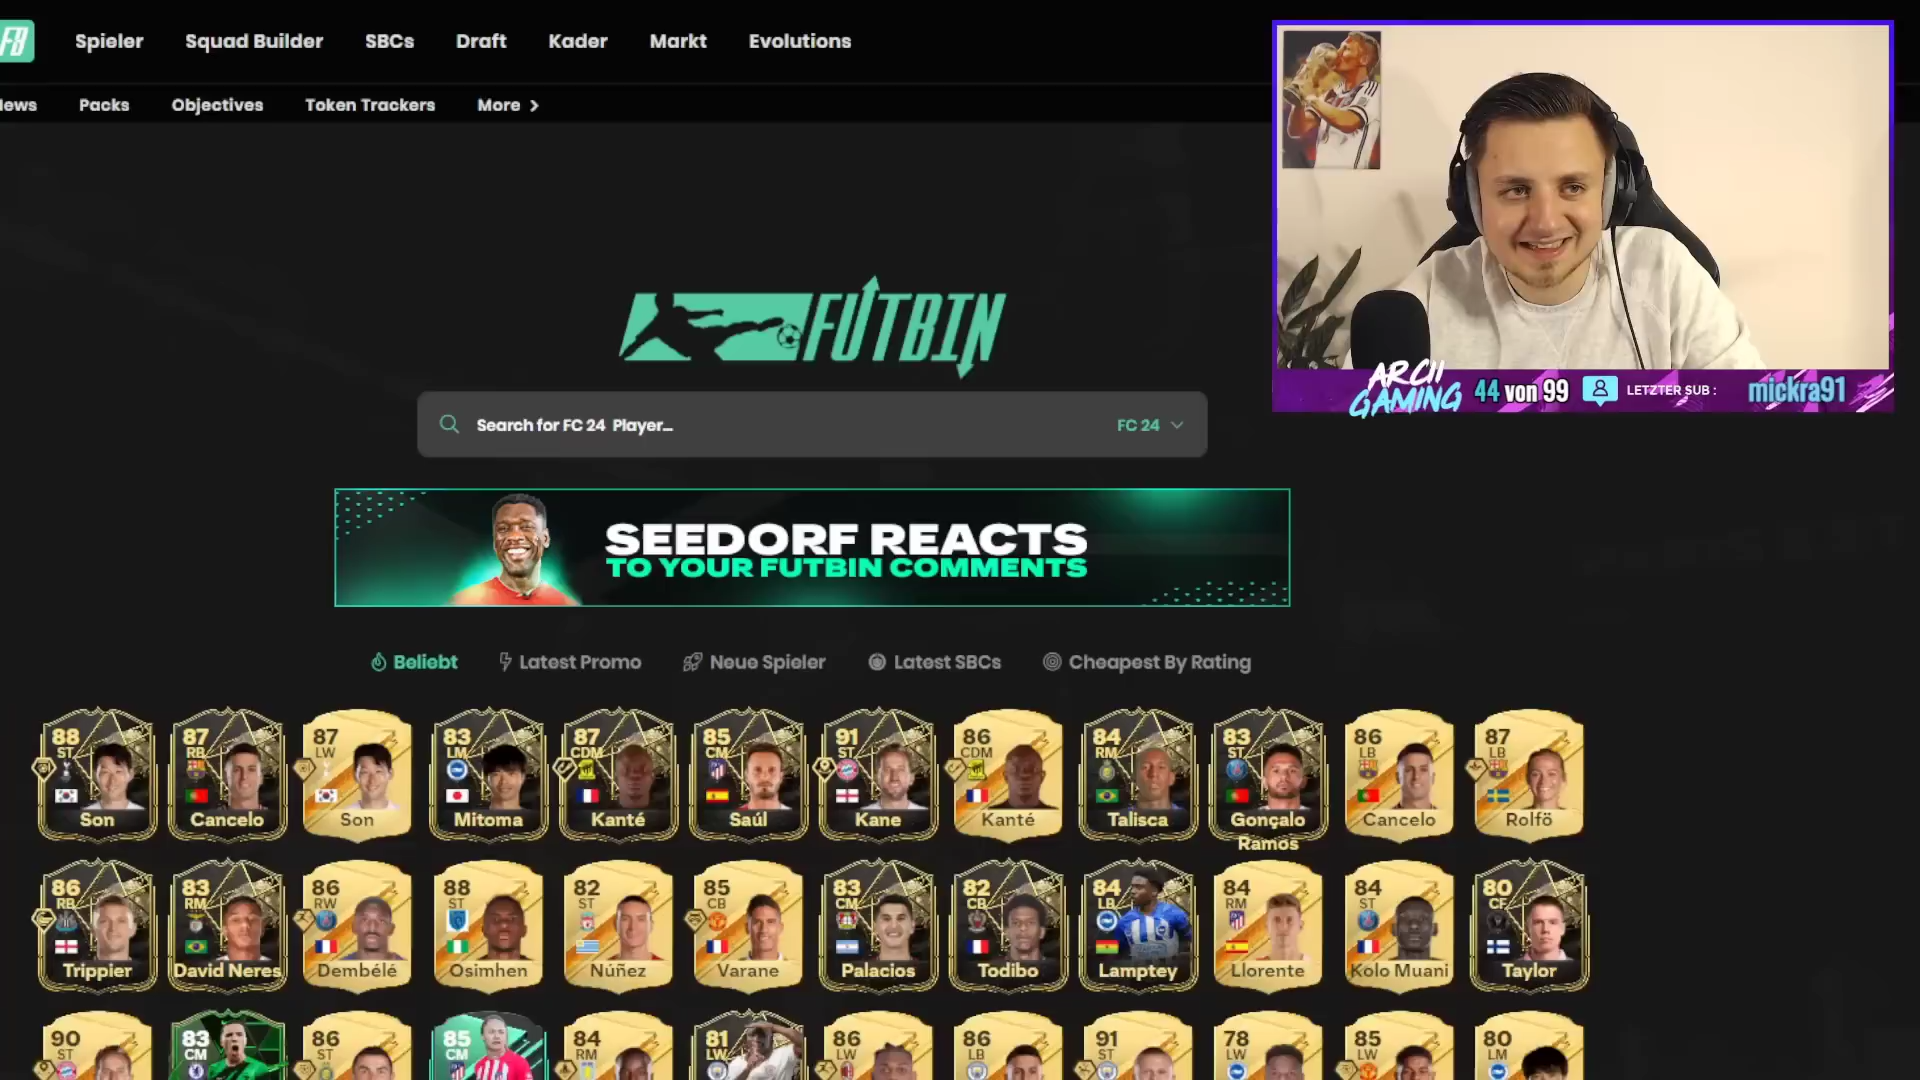 Spieler Squad Builder SBCs Draft Kader Markt Evolutions
Packs Objectives Token Trackers More
FUTBIN
Search for FC 24 Player... FC 24
SEEDORF REACTS
TO YOUR FUTBIN COMMENTS
Beliebt Latest Promo Neue Spieler Latest SBCs Cheapest By Rating
ARCII
GAMING
44 von 99 LETZTER SUB : mickra91
88 87 87 83 87 85 91 86 84 83 86 87
ST RB LW LM CDM CM ST CDM RM ST LB LB
Son Cancelo Son Mitoma Kanté Saúl Kane Kanté Talisca Gonçalo Cancelo Rolfö
Ramos
86 83 86 88 82 85 83 82 84 84 84 80
RB RM RW ST ST CB CM CB LB RM ST CF
Trippier David Neres Dembélé Osimhen Núñez Varane Palacios Todibo Lamptey Llorente Kolo Muani Taylor
90 83 86 85 84 81 86 86 91 78 85 80
ST CM ST CM RM LW LW LB ST LW LW LM